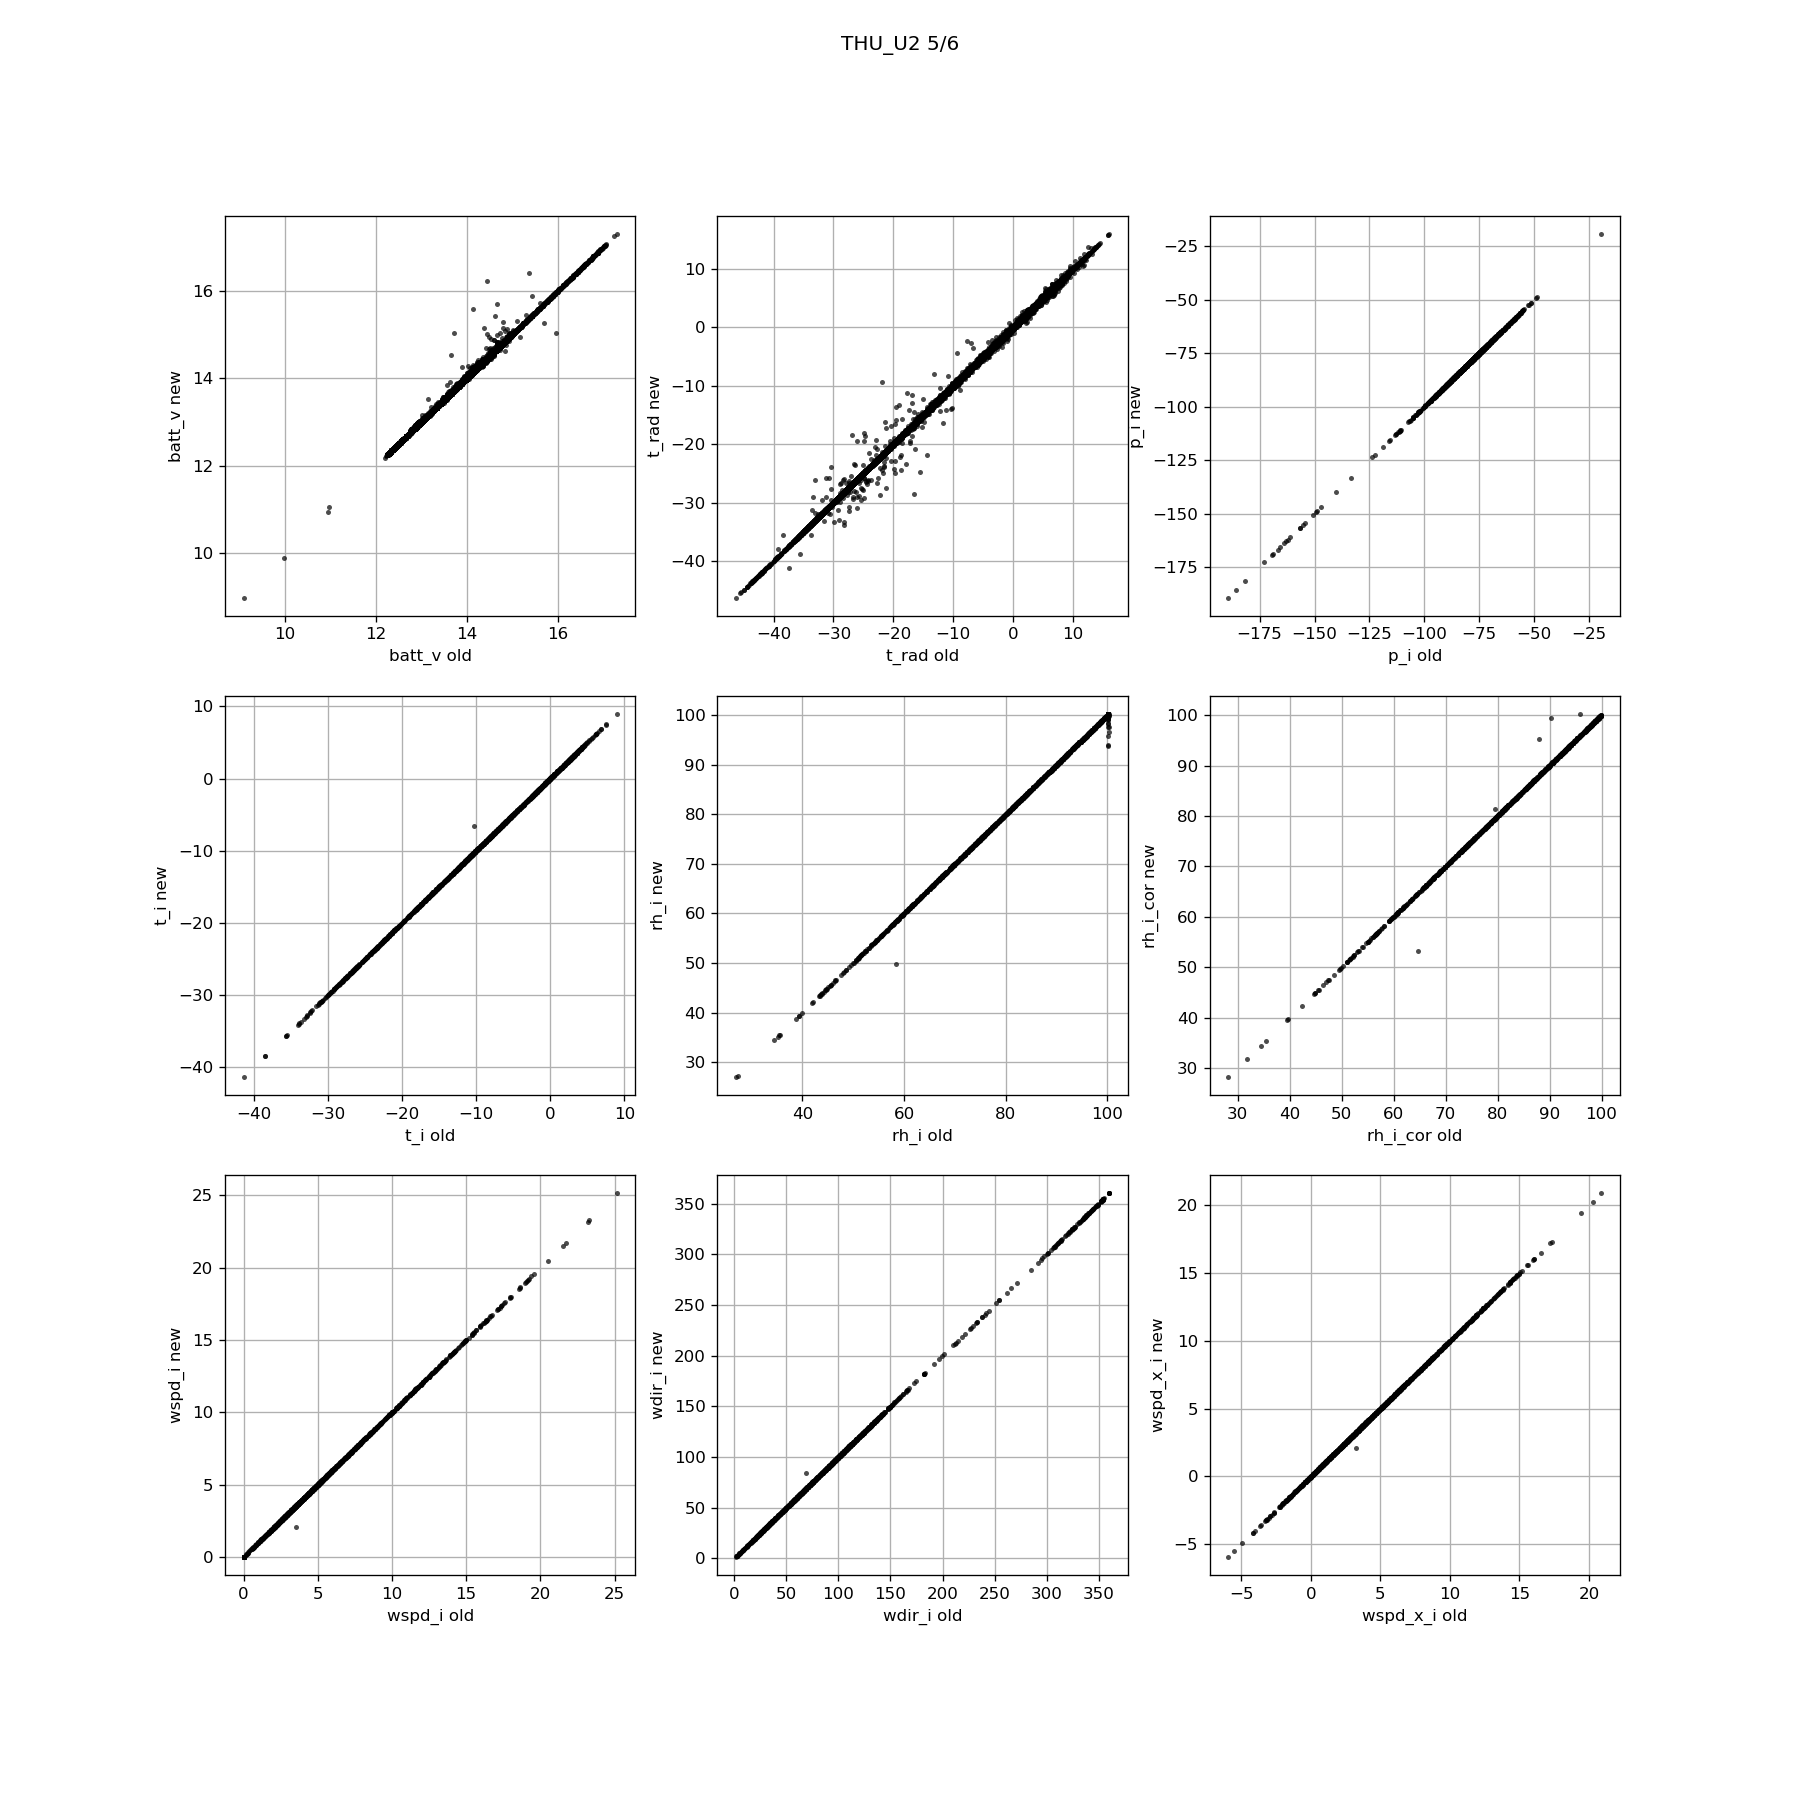 THU_U2 5/6
batt_v new
16
14
12
10
10 12 14 16
batt_v old
t_rad new
10
0
−10
−20
−30
−40
−40 −30 −20 −10 0 10
t_rad old
p_i new
−25
−50
−75
−100
−125
−150
−175
−175 −150 −125 −100 −75 −50 −25
p_i old
t_i new
10
0
−10
−20
−30
−40
−40 −30 −20 −10 0 10
t_i old
rh_i new
100
90
80
70
60
50
40
30
40 60 80 100
rh_i old
rh_i_cor new
100
90
80
70
60
50
40
30
30 40 50 60 70 80 90 100
rh_i_cor old
wspd_i new
25
20
15
10
5
0
0 5 10 15 20 25
wspd_i old
wdir_i new
350
300
250
200
150
100
50
0
0 50 100 150 200 250 300 350
wdir_i old
wspd_x_i new
20
15
10
5
0
−5
−5 0 5 10 15 20
wspd_x_i old